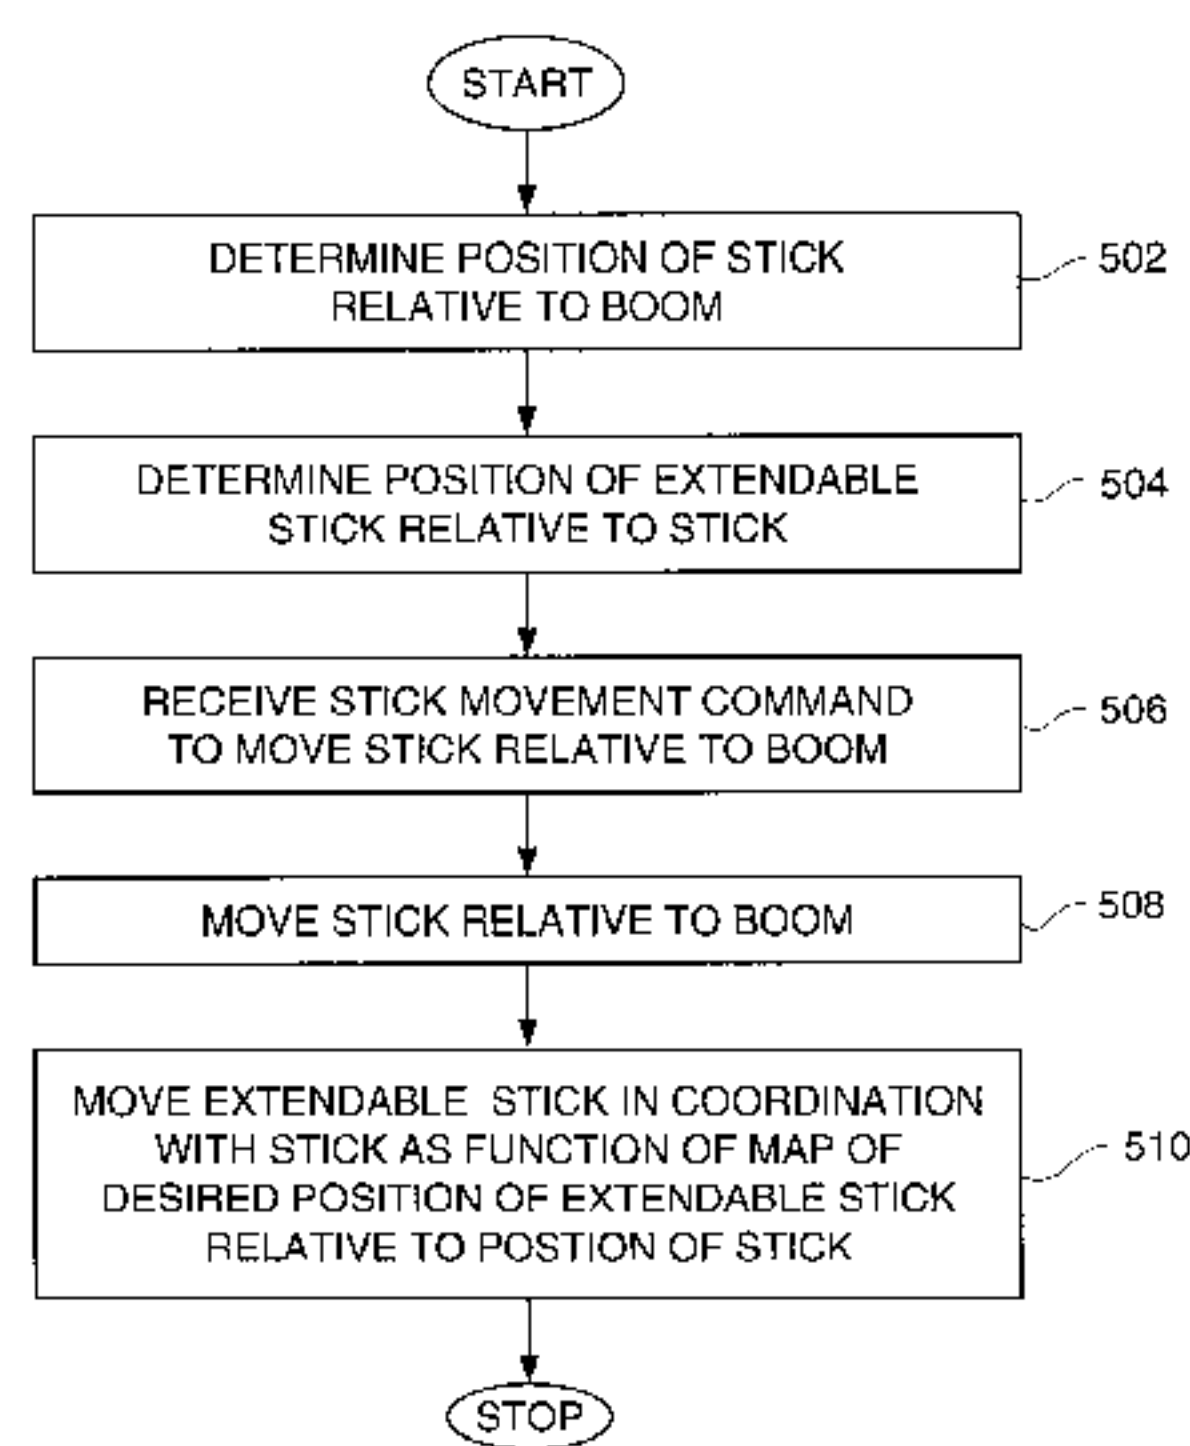 START
DETERMINE POSITION OF STICK
RELATIVE TO BOOM
502
DETERMINE POSITION OF EXTENDABLE
STICK RELATIVE TO STICK
504
RECEIVE STICK MOVEMENT COMMAND
TO MOVE STICK RELATIVE TO BOOM
506
MOVE STICK RELATIVE TO BOOM
508
MOVE EXTENDABLE STICK IN COORDINATION
WITH STICK AS FUNCTION OF MAP OF
DESIRED POSITION OF EXTENDABLE STICK
RELATIVE TO POSTION OF STICK
510
STOP